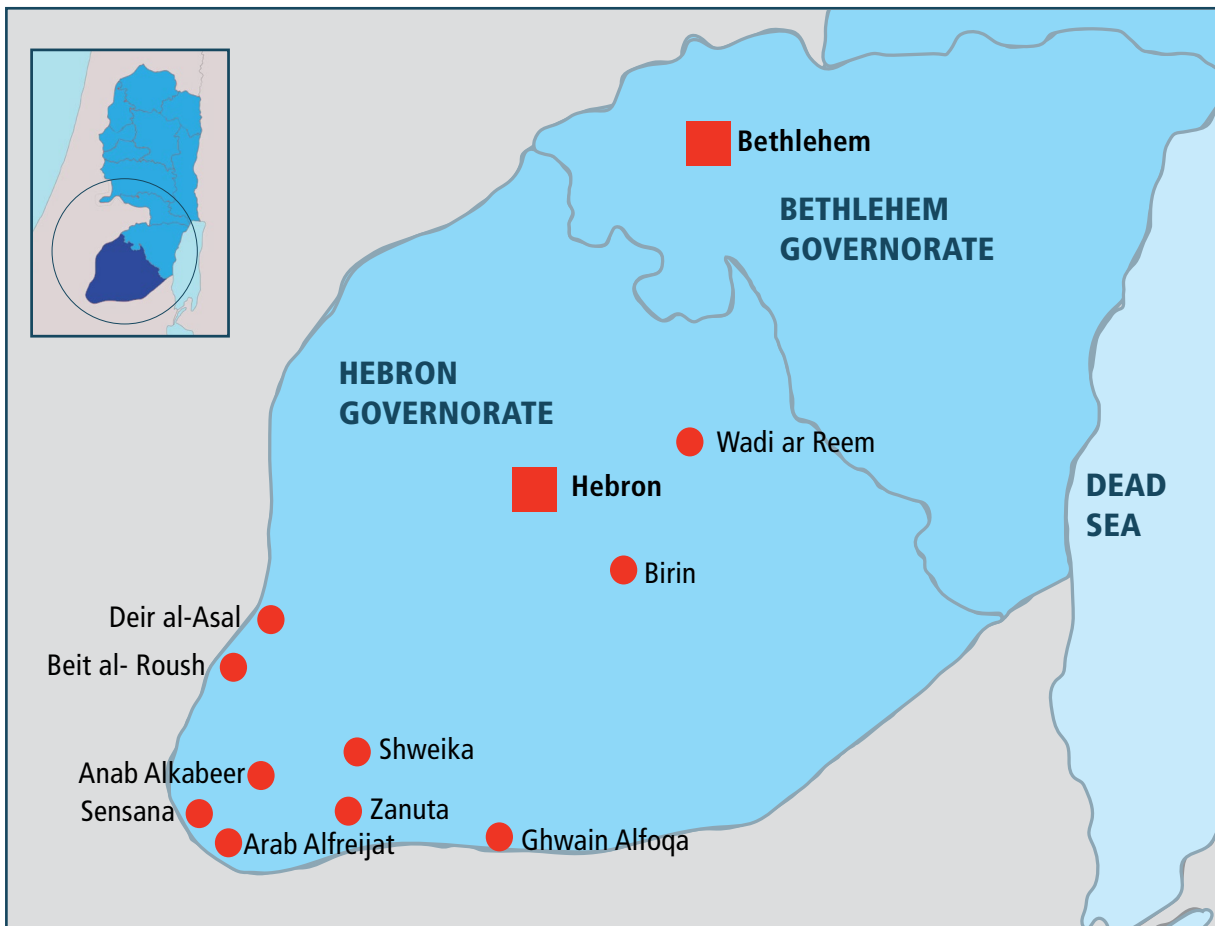 Bethlehem
BETHLEHEM
GOVERNORATE
HEBRON
GOVERNORATE
Wadi ar Reem
Hebron
DEAD
SEA
Birin
Deir al-Asal
Beit al- Roush
Shweika
Anab Alkabeer
Sensana
Zanuta
Arab Alfreijat
Ghwain Alfoqa